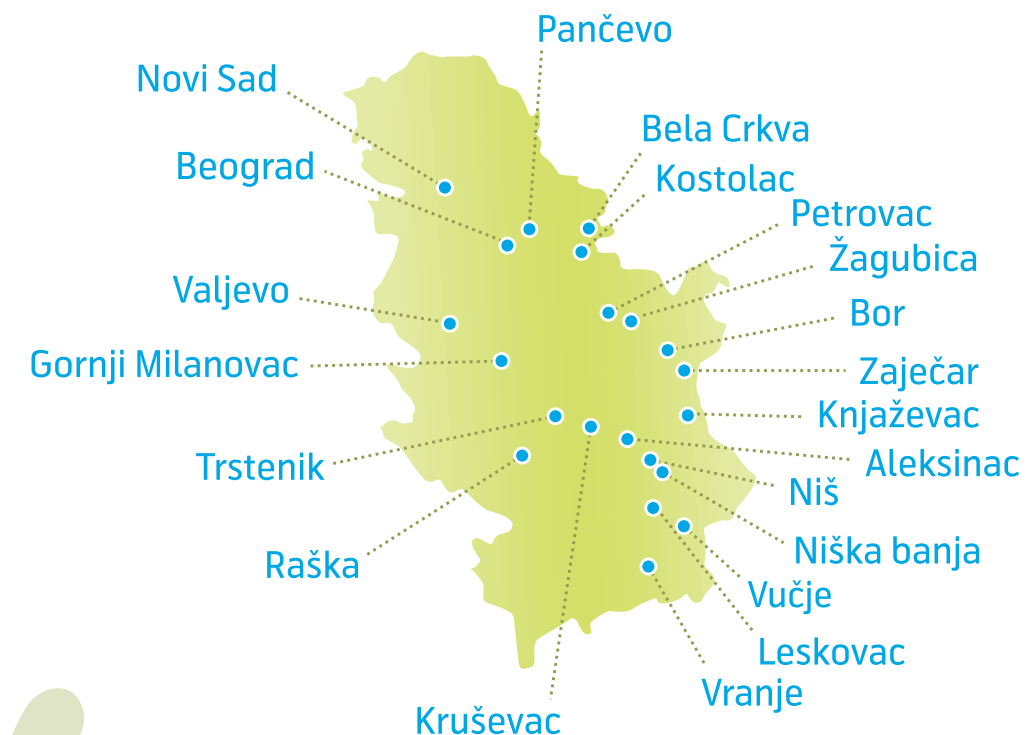 Pančevo
Novi Sad
Bela Crkva
Beograd
Kostolac
Petrovac
Žagubica
Valjevo
Bor
Gornji Milanovac
Zaječar
Knjaževac
Trstenik
Aleksinac
Niš
Niška banja
Raška
Vučje
Leskovac
Vranje
Kruševac